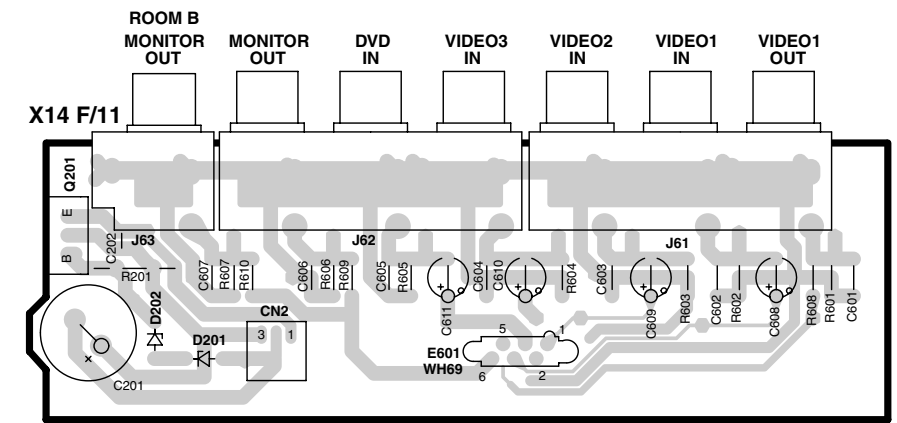 ROOM B
MONITOR OUT
MONITOR OUT
DVD IN
VIDEO3 IN
VIDEO2 IN
VIDEO1 IN
VIDEO1 OUT
X14 F/11
Q201
E
B
C202
R201
J63
J62
J61
C607
R607
R610
C606
R606
R609
C605
R605
C611
+
C604
C610
+
R604
C603
C609
+
R603
C602
R602
C608
+
R608
R601
C601
D202
D201
CN2
3 1
C201
×
E601
WH69
5
1
6
2